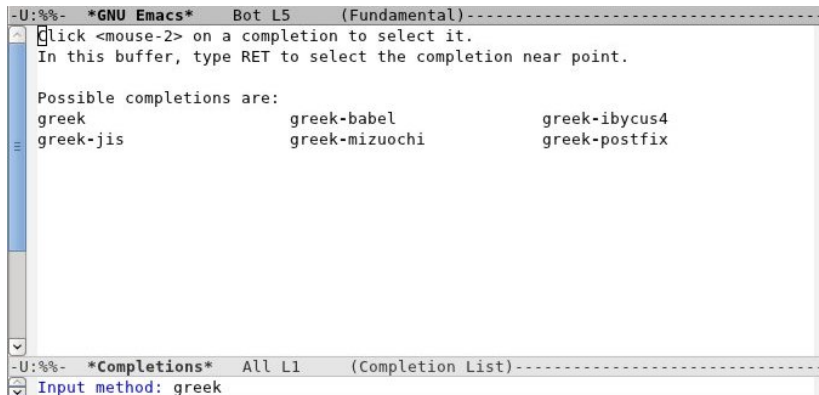 -U:%%-  *GNU Emacs*    Bot L5     (Fundamental)----------------------------------
Click <mouse-2> on a completion to select it.
In this buffer, type RET to select the completion near point.
Possible completions are:
greek greek-babel greek-ibycus4
greek-jis greek-mizuochi greek-postfix
-U:%%-  *Completions*   All L1     (Completion List)-----------------------------
Input method: greek